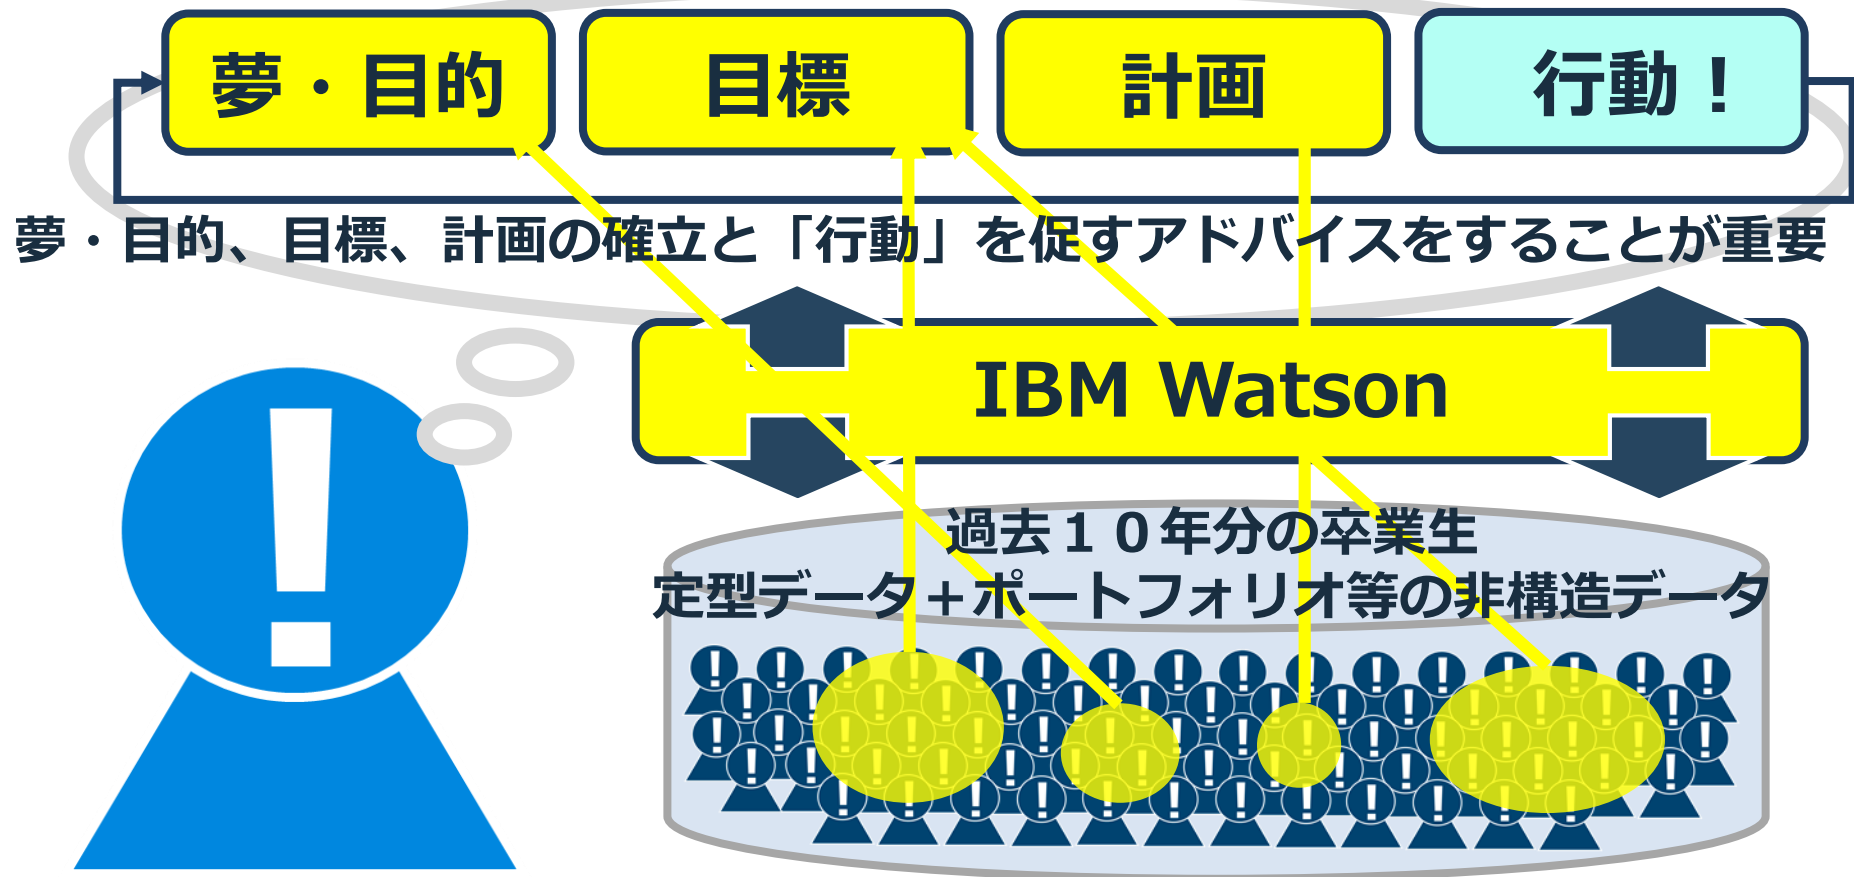 夢・目的
目標
計画
行動！
夢・目的、目標、計画の確立と「行動」を促すアドバイスをすることが重要
IBM Watson
過去１０年分の卒業生
定型データ＋ポートフォリオ等の非構造データ